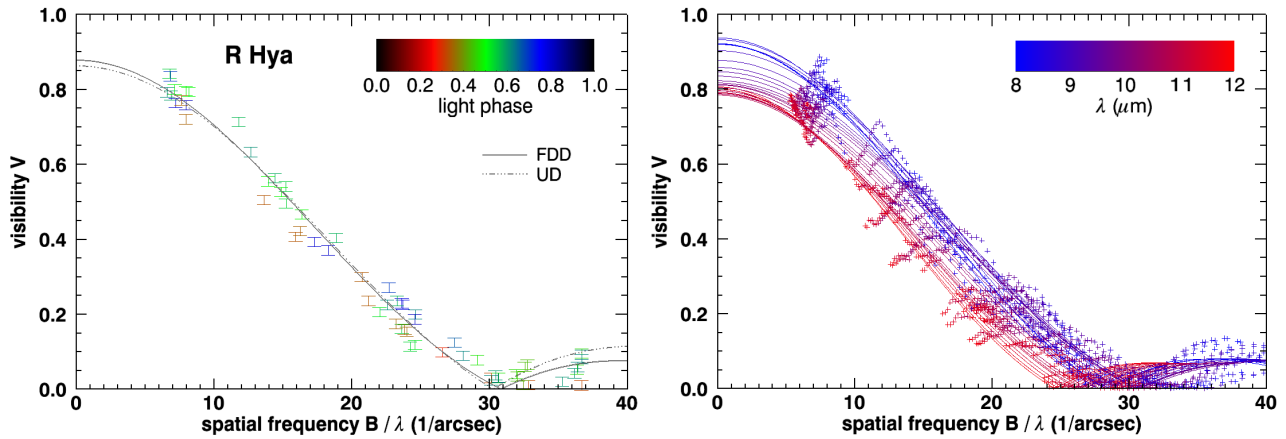 R Hya
1.0
0.8
0.6
0.4
0.2
0.0
visibility V
0.0 0.2 0.4 0.6 0.8 1.0
light phase
FDD
UD
0 10 20 30 40
spatial frequency B / λ (1/arcsec)
1.0
0.8
0.6
0.4
0.2
0.0
visibility V
8 9 10 11 12
λ (μm)
0 10 20 30 40
spatial frequency B / λ (1/arcsec)